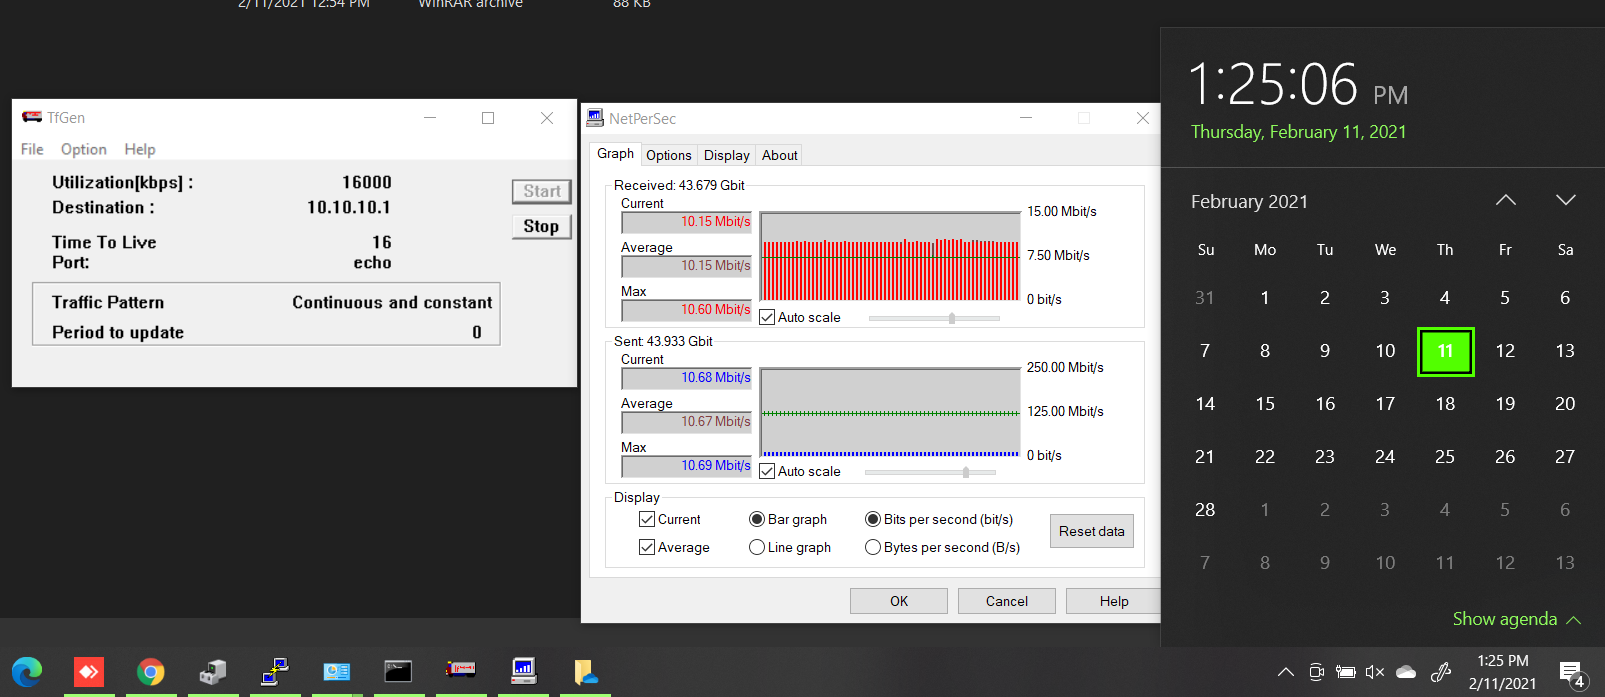 2/11/2021 12:54 PM WinRAR archive 88 KB
TfGen
File Option Help
Utilization[kbps] : 16000
Destination : 10.10.10.1
Time To Live 16
Port: echo
Start
Stop
Traffic Pattern Continuous and constant
Period to update 0
NetPerSec
Graph Options Display About
Received: 43.679 Gbit
Current
10.15 Mbit/s
Average
10.15 Mbit/s
Max
10.60 Mbit/s
15.00 Mbit/s
7.50 Mbit/s
0 bit/s
Auto scale
Sent: 43.933 Gbit
Current
10.68 Mbit/s
Average
10.67 Mbit/s
Max
10.69 Mbit/s
250.00 Mbit/s
125.00 Mbit/s
0 bit/s
Auto scale
Display
Current Bar graph Bits per second (bit/s)
Average Line graph Bytes per second (B/s)
Reset data
OK Cancel Help
1:25:06 PM
Thursday, February 11, 2021
February 2021
Su Mo Tu We Th Fr Sa
31 1 2 3 4 5 6
7 8 9 10 11 12 13
14 15 16 17 18 19 20
21 22 23 24 25 26 27
28 1 2 3 4 5 6
7 8 9 10 11 12 13
Show agenda
1:25 PM
2/11/2021
4